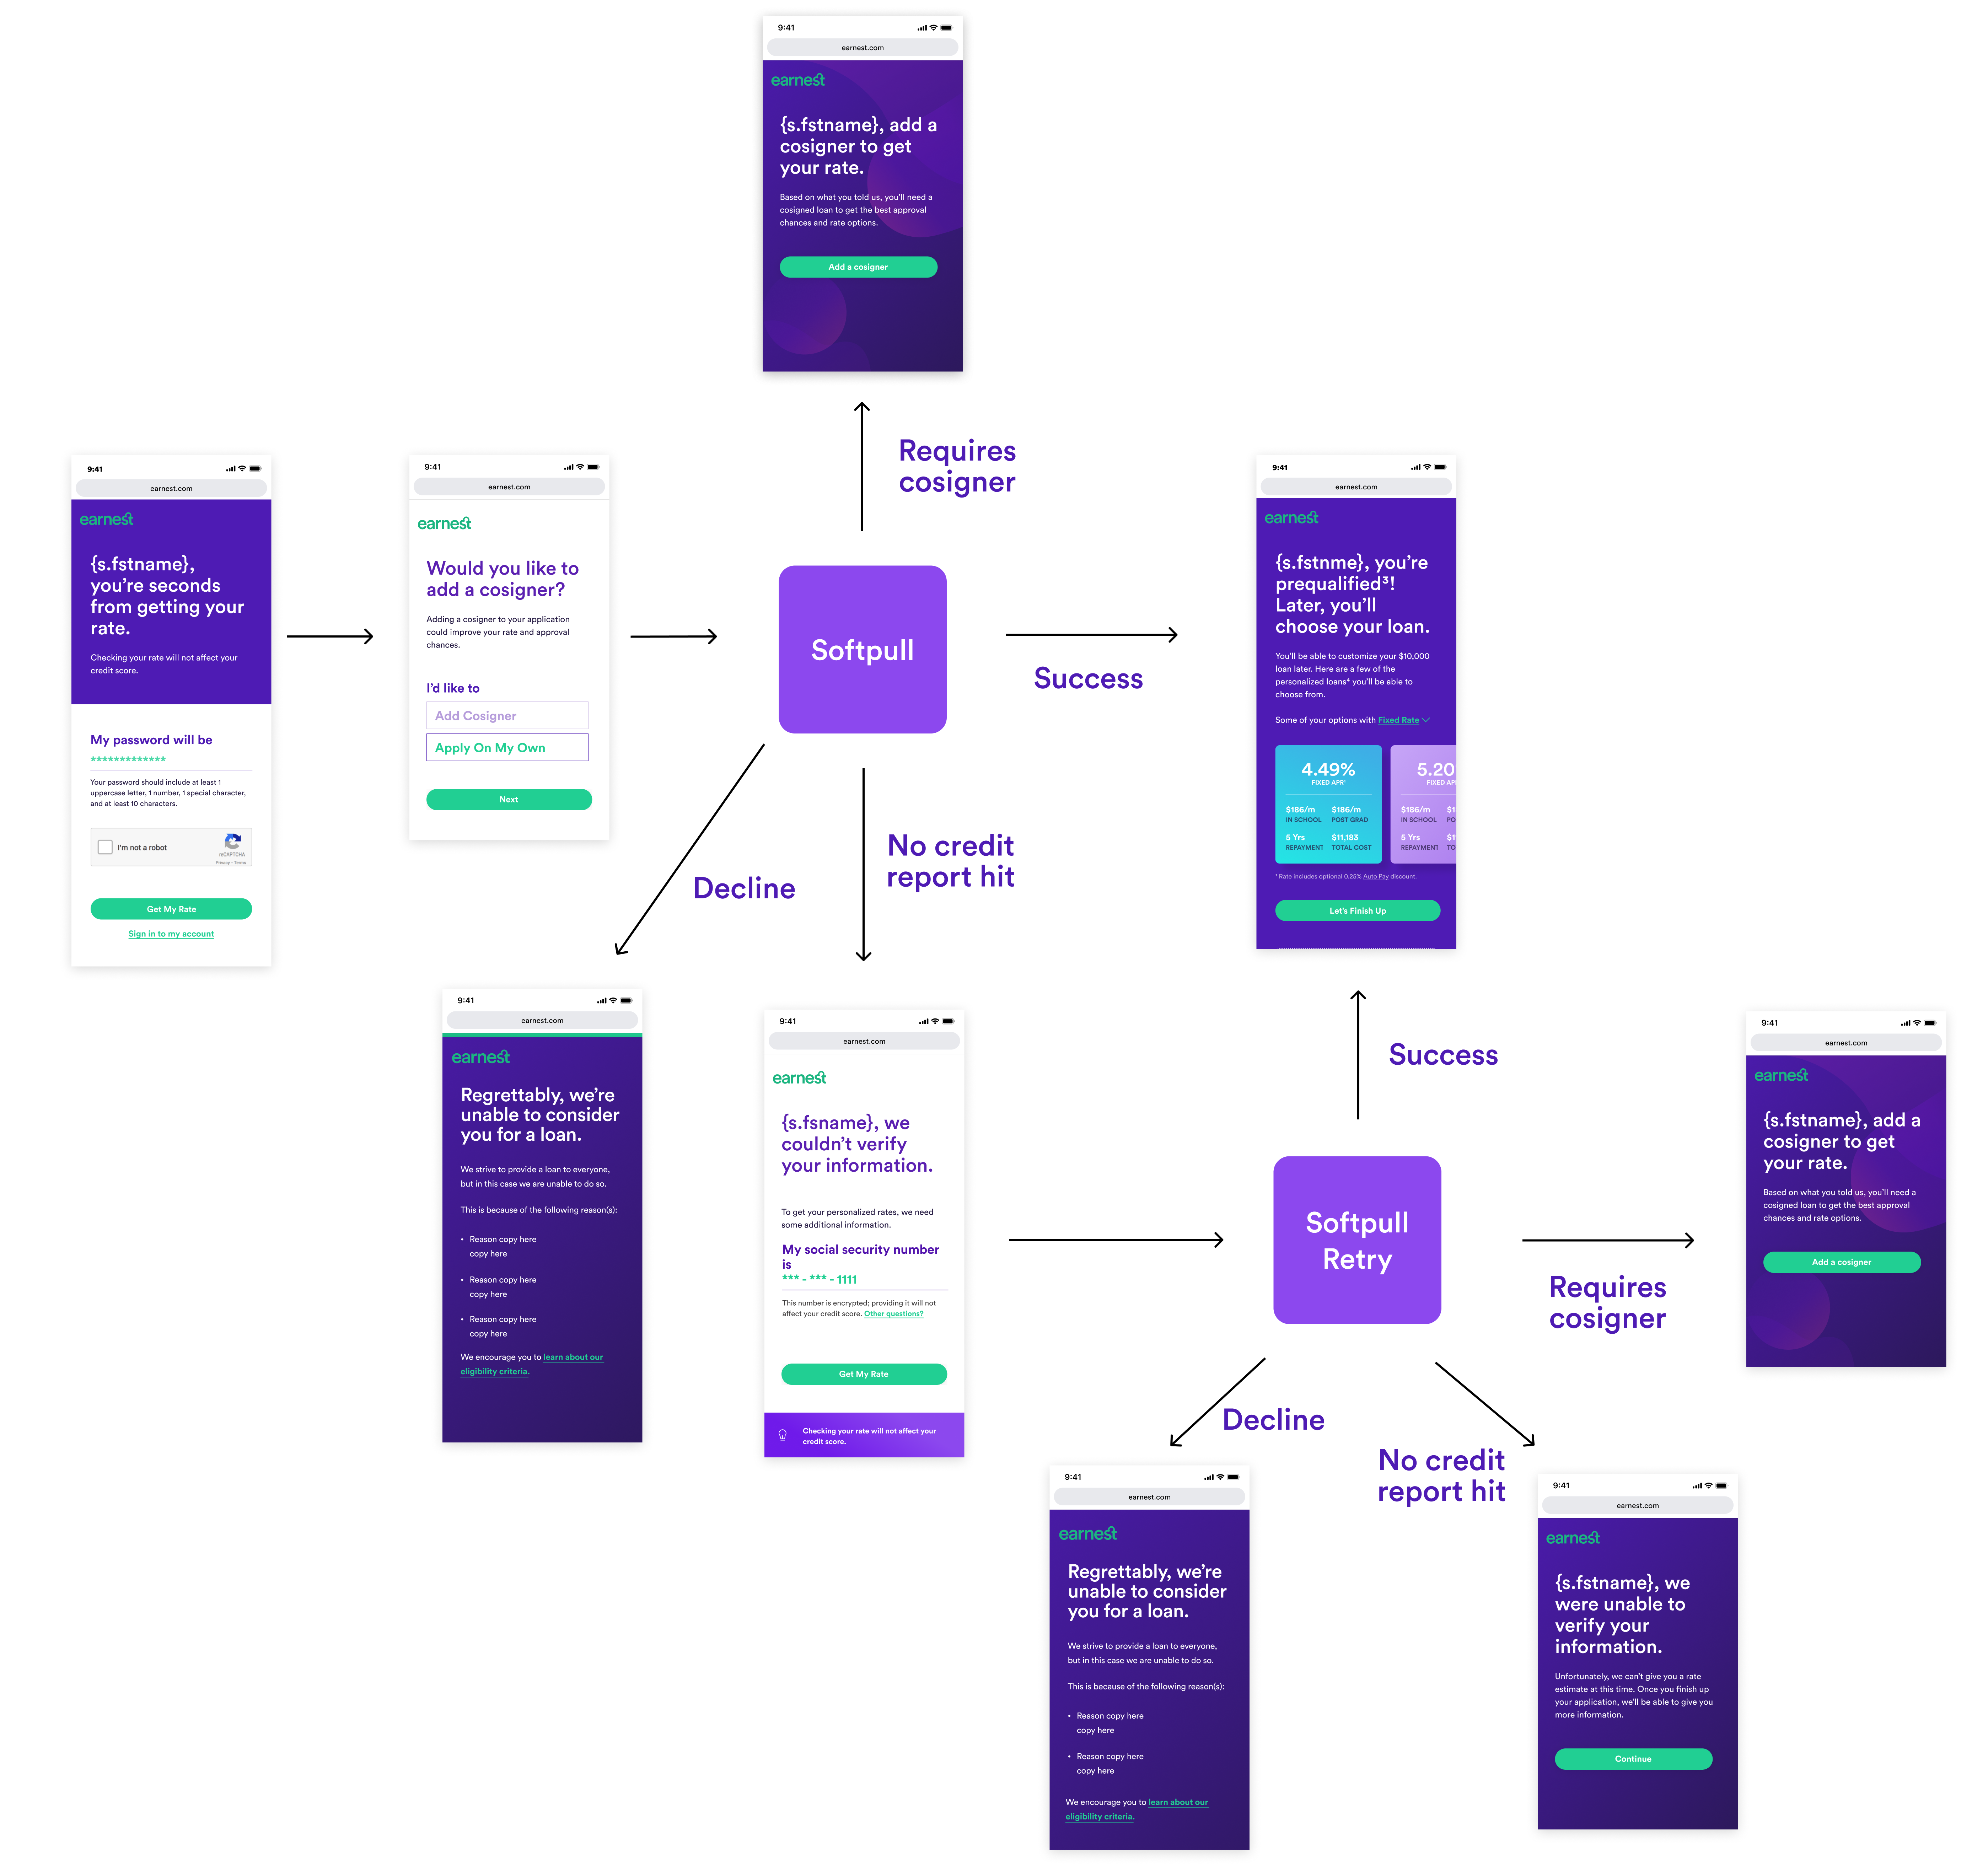 9:41
earnest.com
earnest
{s.fstname}, add a
cosigner to get
your rate.
Based on what you told us, you'll need a
cosigned loan to get the best approval
chances and rate options.
Add a cosigner
Requires
cosigner
9:41
earnest.com
earnest
{s.fstname},
you're seconds
from getting your
rate.
Checking your rate will not affect your
credit score.
My password will be
*************
Your password should include at least 1
uppercase letter, 1 number, 1 special character,
and at least 10 characters.
I'm not a robot
reCAPTCHA
Privacy - Terms
Get My Rate
Sign in to my account
9:41
earnest.com
earnest
Would you like to
add a cosigner?
Adding a cosigner to your application
could improve your rate and approval
chances.
I'd like to
Add Cosigner
Apply On My Own
Next
Softpull
Success
9:41
earnest.com
earnest
{s.fstnme}, you're
prequalified³!
Later, you'll
choose your loan.
You'll be able to customize your $10,000
loan later. Here are a few of the
personalized loans⁴ you'll be able to
choose from.
Some of your options with Fixed Rate
4.49%
FIXED APR¹
$186/m $186/m
IN SCHOOL POST GRAD
5 Yrs $11,183
REPAYMENT TOTAL COST
5.20
FIXED AP
$186/m $1
IN SCHOOL PO
5 Yrs $1
REPAYMENT TO
¹ Rate includes optional 0.25% Auto Pay discount.
Let's Finish Up
Decline
No credit
report hit
9:41
earnest.com
earnest
Regrettably, we're
unable to consider
you for a loan.
We strive to provide a loan to everyone,
but in this case we are unable to do so.
This is because of the following reason(s):
• Reason copy here
copy here
• Reason copy here
copy here
• Reason copy here
copy here
We encourage you to learn about our
eligibility criteria.
9:41
earnest.com
earnest
{s.fsname}, we
couldn't verify
your information.
To get your personalized rates, we need
some additional information.
My social security number
is
*** - *** - 1111
This number is encrypted; providing it will not
affect your credit score. Other questions?
Get My Rate
Checking your rate will not affect your
credit score.
Success
Softpull
Retry
Requires
cosigner
9:41
earnest.com
earnest
{s.fstname}, add a
cosigner to get
your rate.
Based on what you told us, you'll need a
cosigned loan to get the best approval
chances and rate options.
Add a cosigner
Decline
No credit
report hit
9:41
earnest.com
earnest
Regrettably, we're
unable to consider
you for a loan.
We strive to provide a loan to everyone,
but in this case we are unable to do so.
This is because of the following reason(s):
• Reason copy here
copy here
• Reason copy here
copy here
We encourage you to learn about our
eligibility criteria.
9:41
earnest.com
earnest
{s.fstname}, we
were unable to
verify your
information.
Unfortunately, we can't give you a rate
estimate at this time. Once you finish up
your application, we'll be able to give you
more information.
Continue